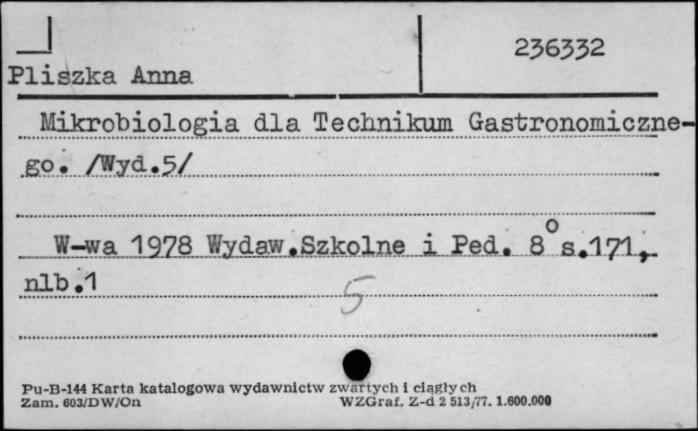 236332
Pliszka Anna
Mikrobiologia dla Technikum Gastronomiczne-
go. /Wyd.5/
W-wa 1978 Wydaw.Szkolne i Ped. 8° s.171,
nlb.1
5
Pu-B-144 Karta katalogowa wydawnictw zwartych i ciągłych
Zam. 603/DW/On WZGraf. Z-d 2 513/77. 1.600.000